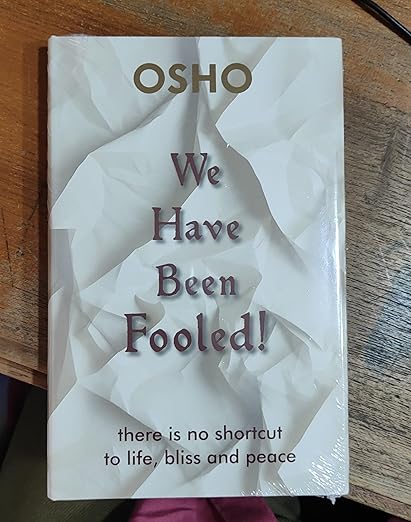 OSHO
We
Have
Been
Fooled!
there is no shortcut
to life, bliss and peace